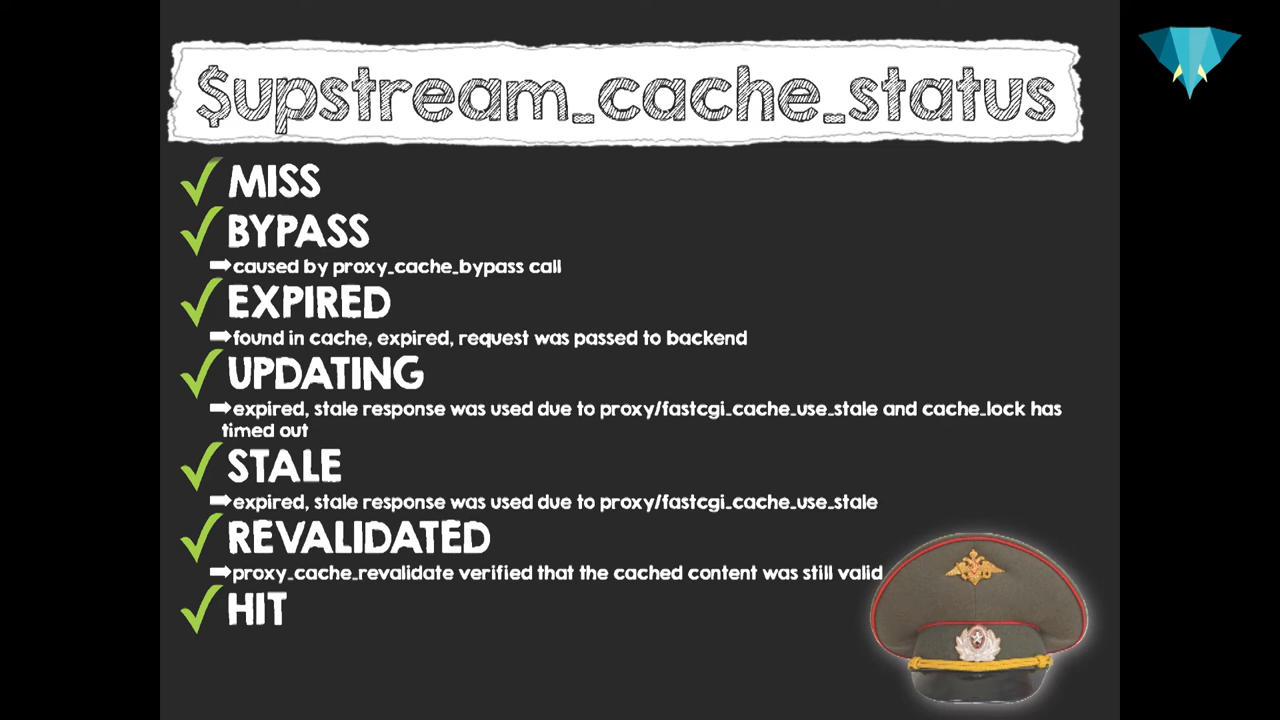 $upstream_cache_status
MISS
BYPASS
caused by proxy_cache_bypass call
EXPIRED
found in cache, expired, request was passed to backend
UPDATING
expired, stale response was used due to proxy/fastcgi_cache_use_stale and cache_lock has
timed out
STALE
expired, stale response was used due to proxy/fastcgi_cache_use_stale
REVALIDATED
proxy_cache_revalidate verified that the cached content was still valid
HIT